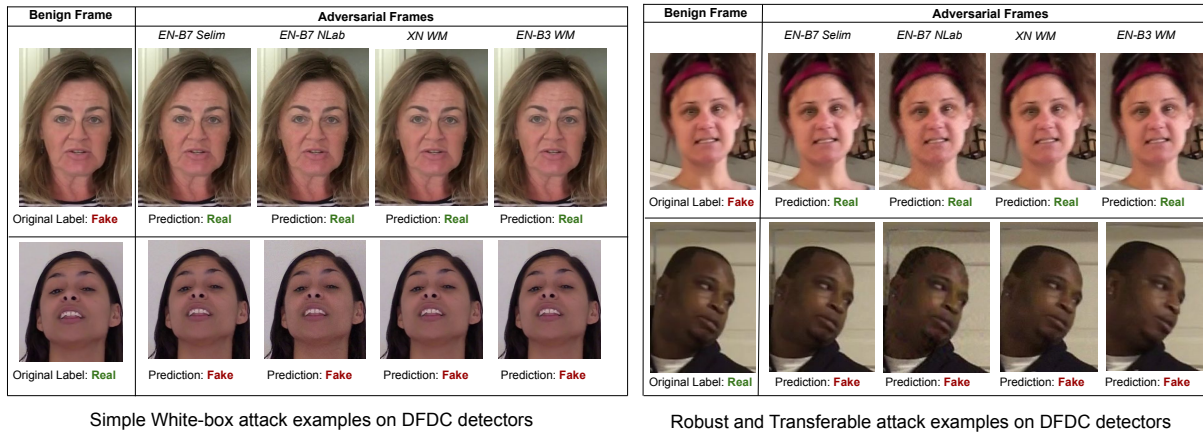 Benign Frame Adversarial Frames
EN-B7 Selim EN-B7 NLab XN WM EN-B3 WM
Original Label: Fake Prediction: Real Prediction: Real Prediction: Real Prediction: Real
Original Label: Real Prediction: Fake Prediction: Fake Prediction: Fake Prediction: Fake
Simple White-box attack examples on DFDC detectors
Benign Frame Adversarial Frames
EN-B7 Selim EN-B7 NLab XN WM EN-B3 WM
Original Label: Fake Prediction: Real Prediction: Real Prediction: Real Prediction: Real
Original Label: Real Prediction: Fake Prediction: Fake Prediction: Fake Prediction: Fake
Robust and Transferable attack examples on DFDC detectors